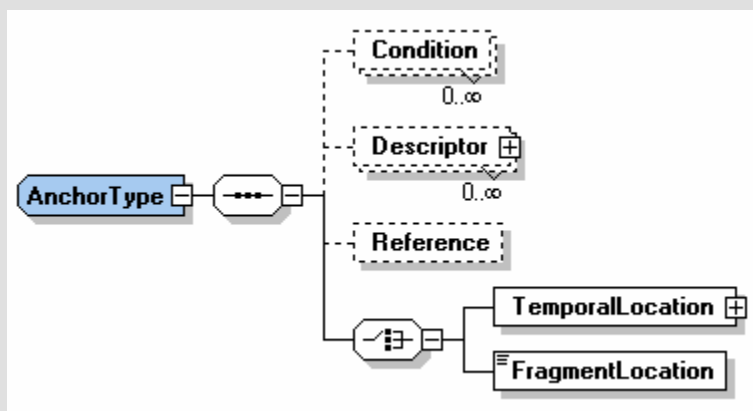 Condition
0..∞
Descriptor
0..∞
AnchorType
Reference
TemporalLocation
FragmentLocation